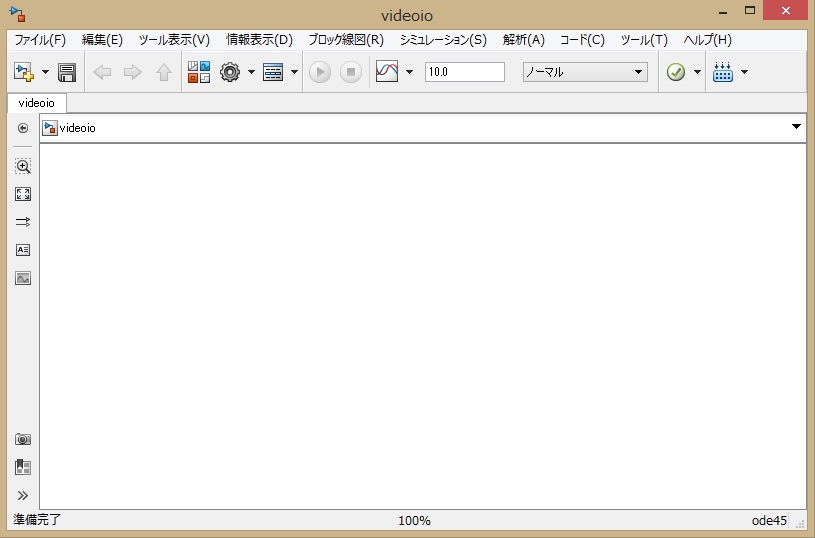 videoio
ファイル(F) 編集(E) ツール表示(V) 情報表示(D) ブロック線図(R) シミュレーション(S) 解析(A) コード(C) ツール(T) ヘルプ(H)
10.0 ノーマル
videoio
videoio
準備完了 100% ode45